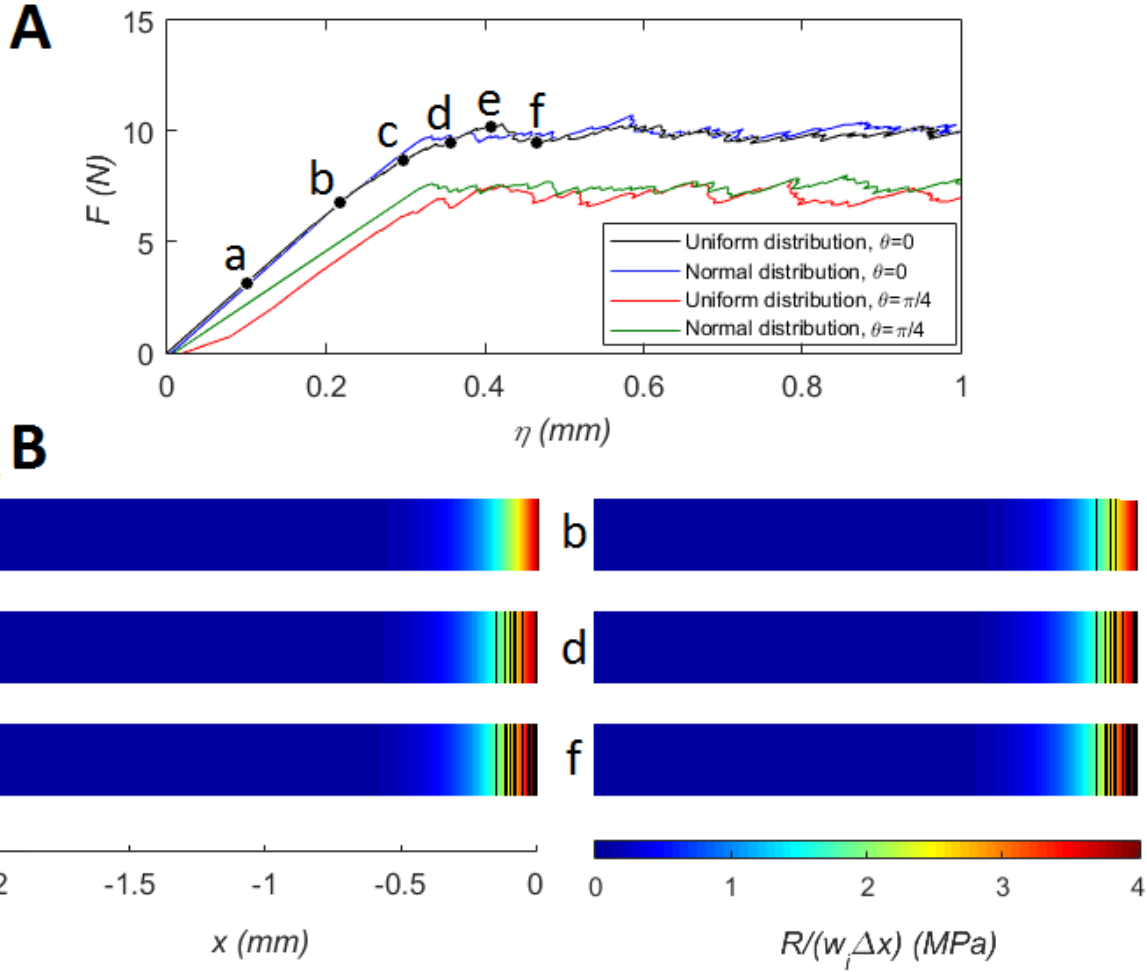 A
15
10
5
0
F (N)
a
b
c
d
e
f
Uniform distribution, θ=0
Normal distribution, θ=0
Uniform distribution, θ=π/4
Normal distribution, θ=π/4
0 0.2 0.4 0.6 0.8 1
η (mm)
B
b
d
f
2 -1.5 -1 -0.5 0
x (mm)
0 1 2 3 4
R/(wᵢΔx) (MPa)